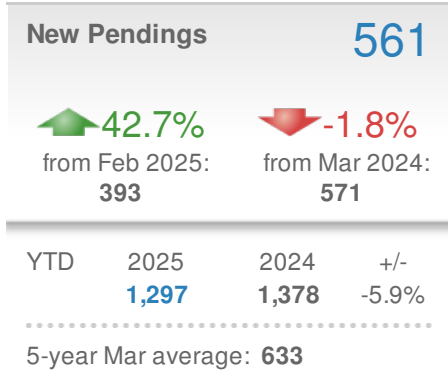 New Pendings 561
42.7% -1.8%
from Feb 2025: from Mar 2024:
393 571
YTD 2025 2024 +/-
1,297 1,378 -5.9%
5-year Mar average: 633